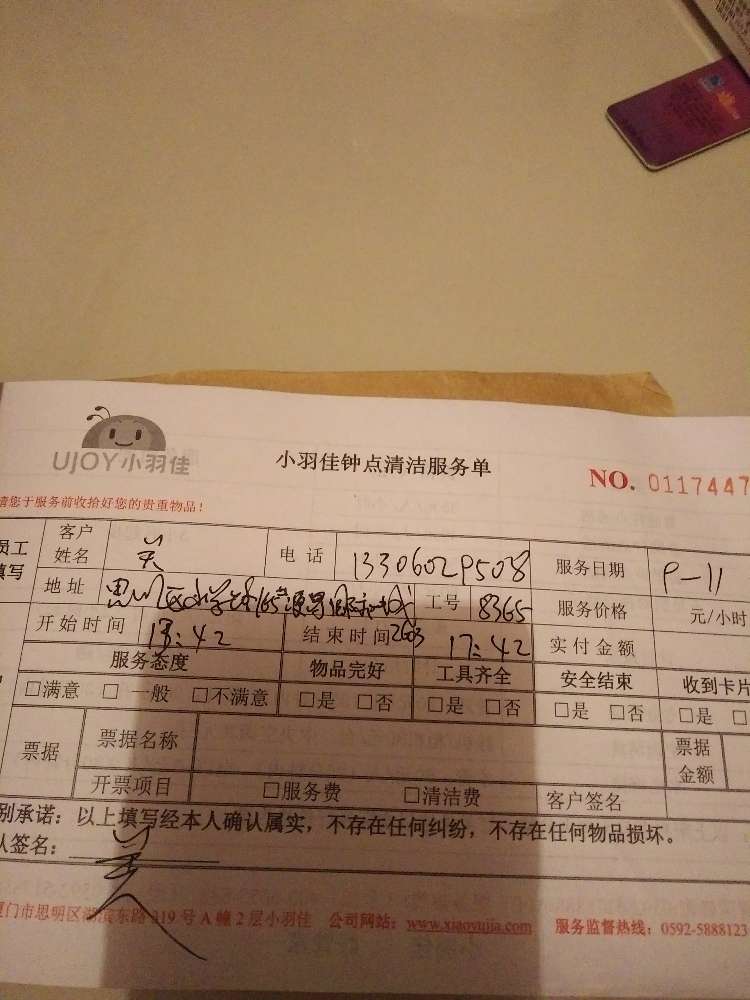 UJOY小羽佳
小羽佳钟点清洁服务单
NO. 0117447
请您于服务前收拾好您的贵重物品！
员工填写
客户姓名 电话 13306029508 服务日期 9-11
地址 思明区 165 工号 8365 服务价格 元/小时
2603
开始时间 13:42 结束时间 17:42 实付金额
服务态度 物品完好 工具齐全 安全结束 收到卡片
□满意 □一般 □不满意 □是 □否 □是 □否 □是 □否 □是 □
票据 票据名称 票据金额
开票项目 □服务费 □清洁费 客户签名
别承诺：以上填写经本人确认属实，不存在任何纠纷，不存在任何物品损坏。
认签名：
厦门市思明区湖滨东路319号A幢2层小羽佳 公司网站：www.xiaoyujia.com 服务监督热线：0592-5888123